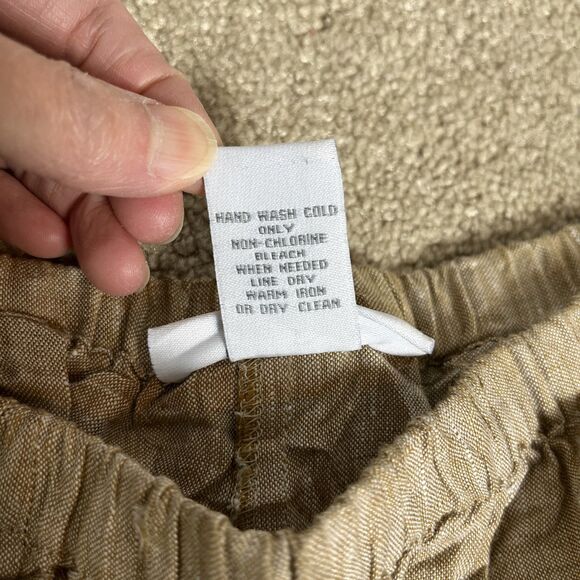 HAND WASH COLD
ONLY
NON-CHLORINE
BLEACH
WHEN NEEDED
LINE DRY
WARM IRON
OR DRY CLEAN